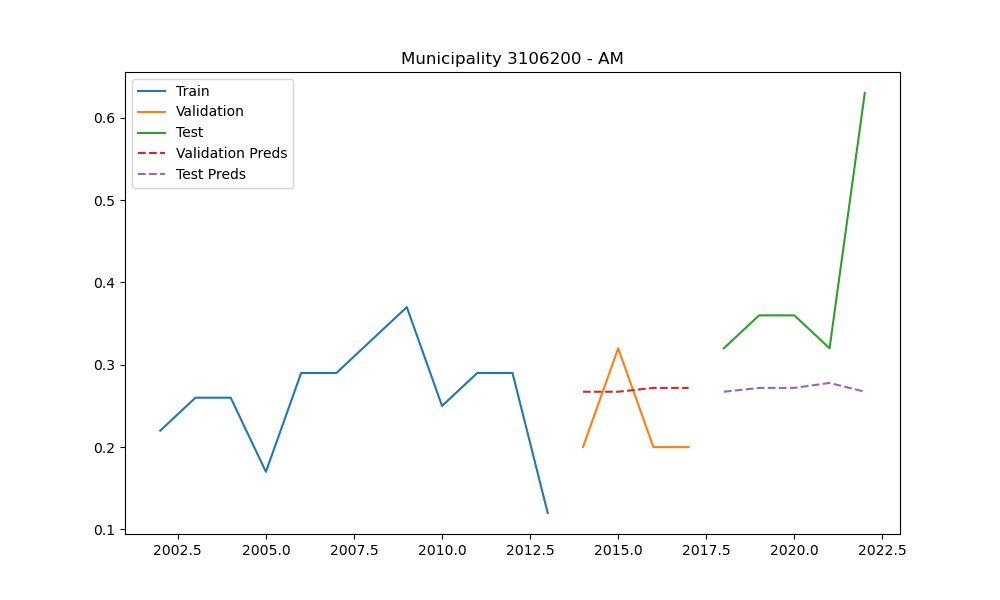 Municipality 3106200 - AM
Train
Validation
Test
Validation Preds
Test Preds
0.6
0.5
0.4
0.3
0.2
0.1
2002.5 2005.0 2007.5 2010.0 2012.5 2015.0 2017.5 2020.0 2022.5